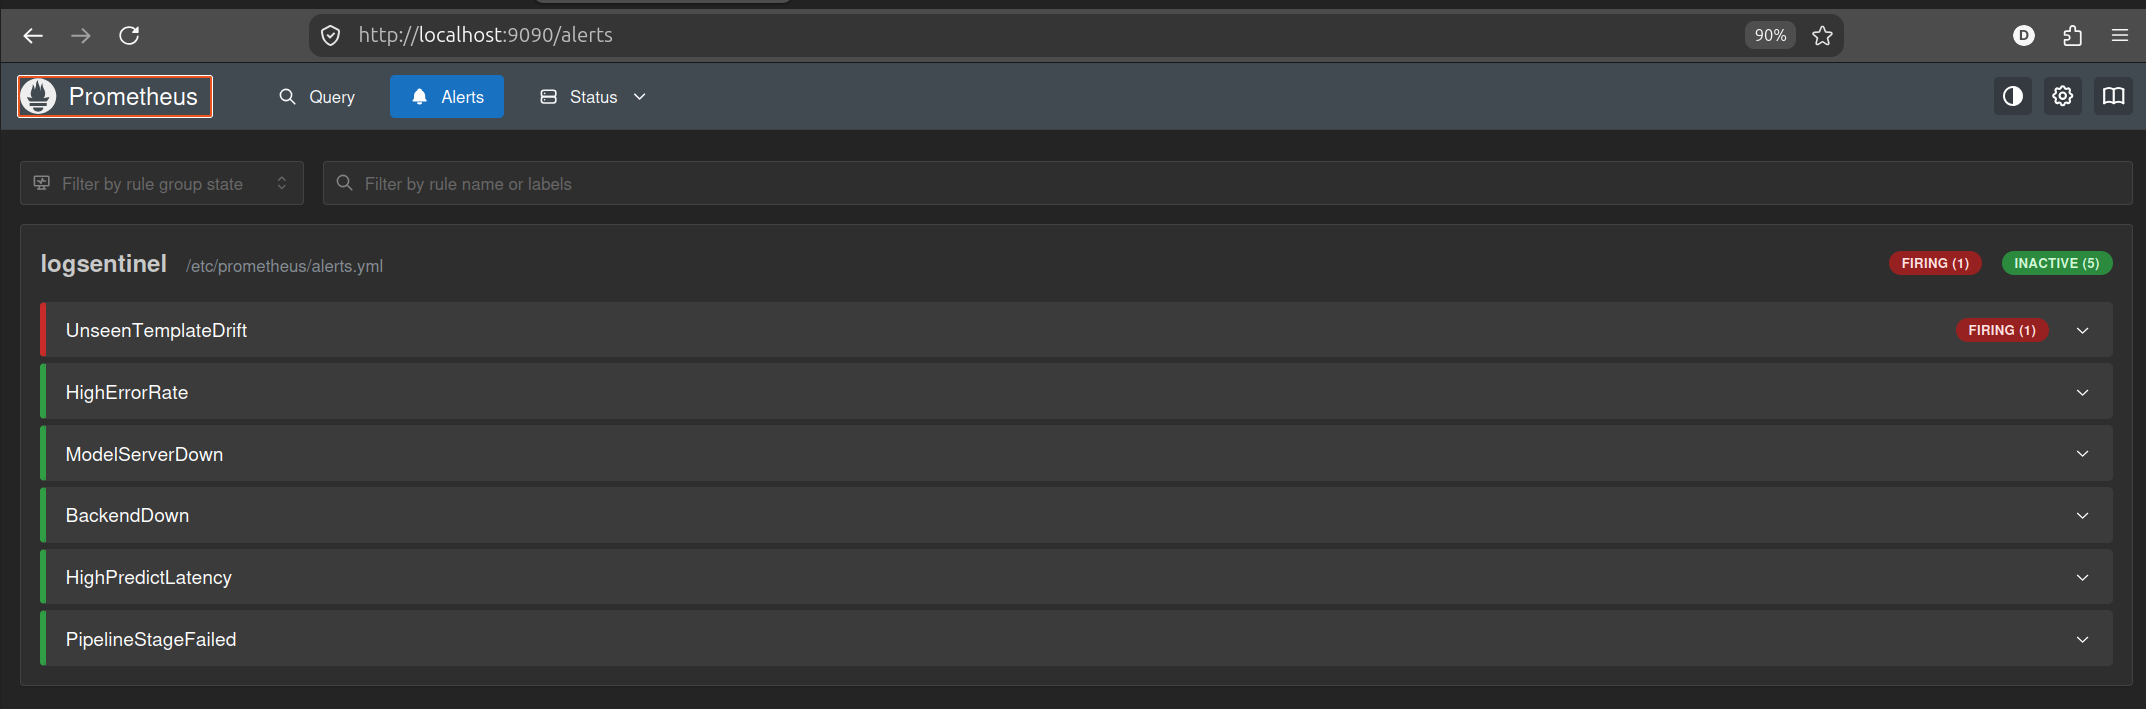 http://localhost:9090/alerts 90% D
Prometheus Query Alerts Status
Filter by rule group state Filter by rule name or labels
logsentinel /etc/prometheus/alerts.yml FIRING (1) INACTIVE (5)
UnseenTemplateDrift FIRING (1)
HighErrorRate
ModelServerDown
BackendDown
HighPredictLatency
PipelineStageFailed